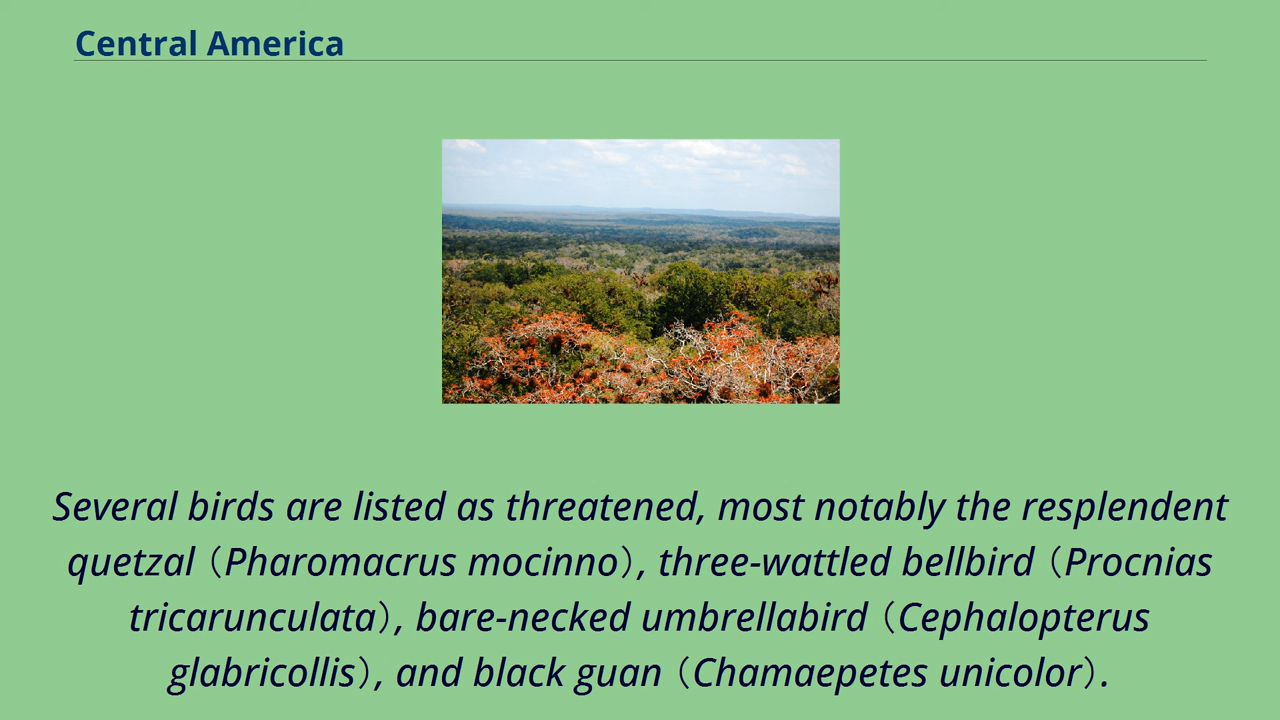 Central America
Several birds are listed as threatened, most notably the resplendent
quetzal（Pharomacrus mocinno）, three-wattled bellbird（Procnias
tricarunculata）, bare-necked umbrellabird（Cephalopterus
glabricollis）, and black guan（Chamaepetes unicolor）.